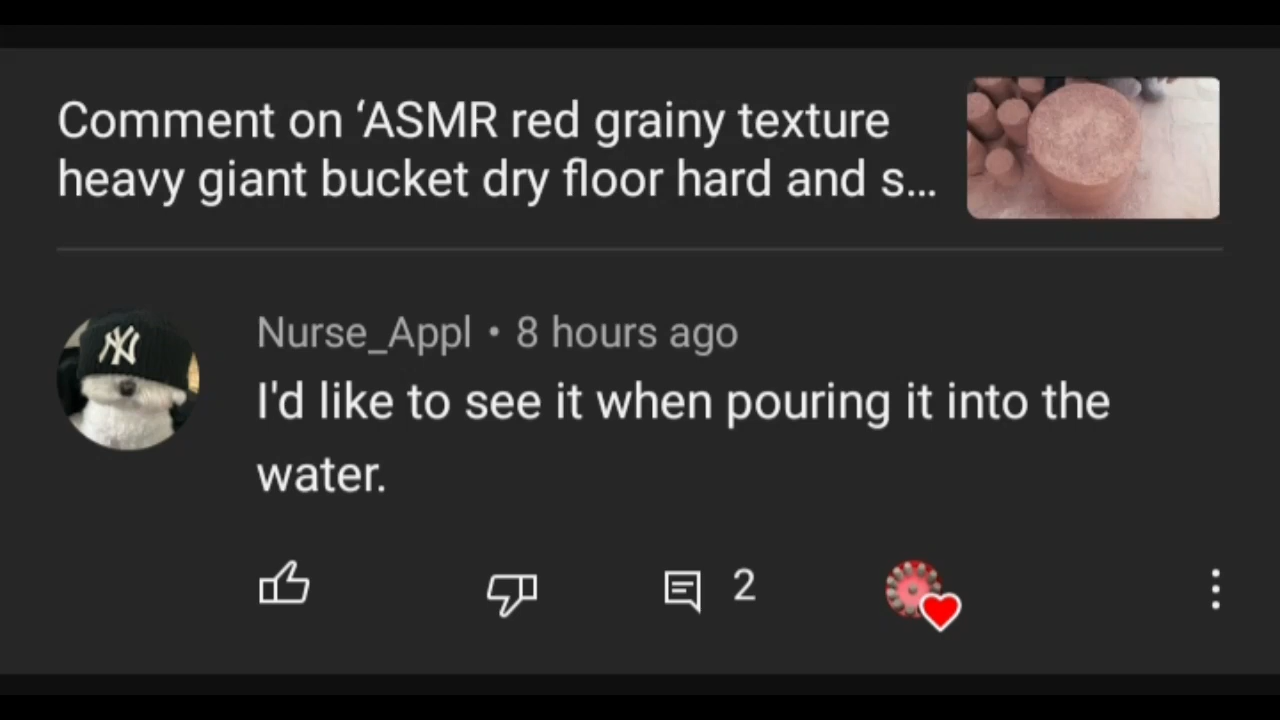 Comment on ‘ASMR red grainy texture
heavy giant bucket dry floor hard and s...
NY
Nurse_Appl • 8 hours ago
I'd like to see it when pouring it into the
water.
2